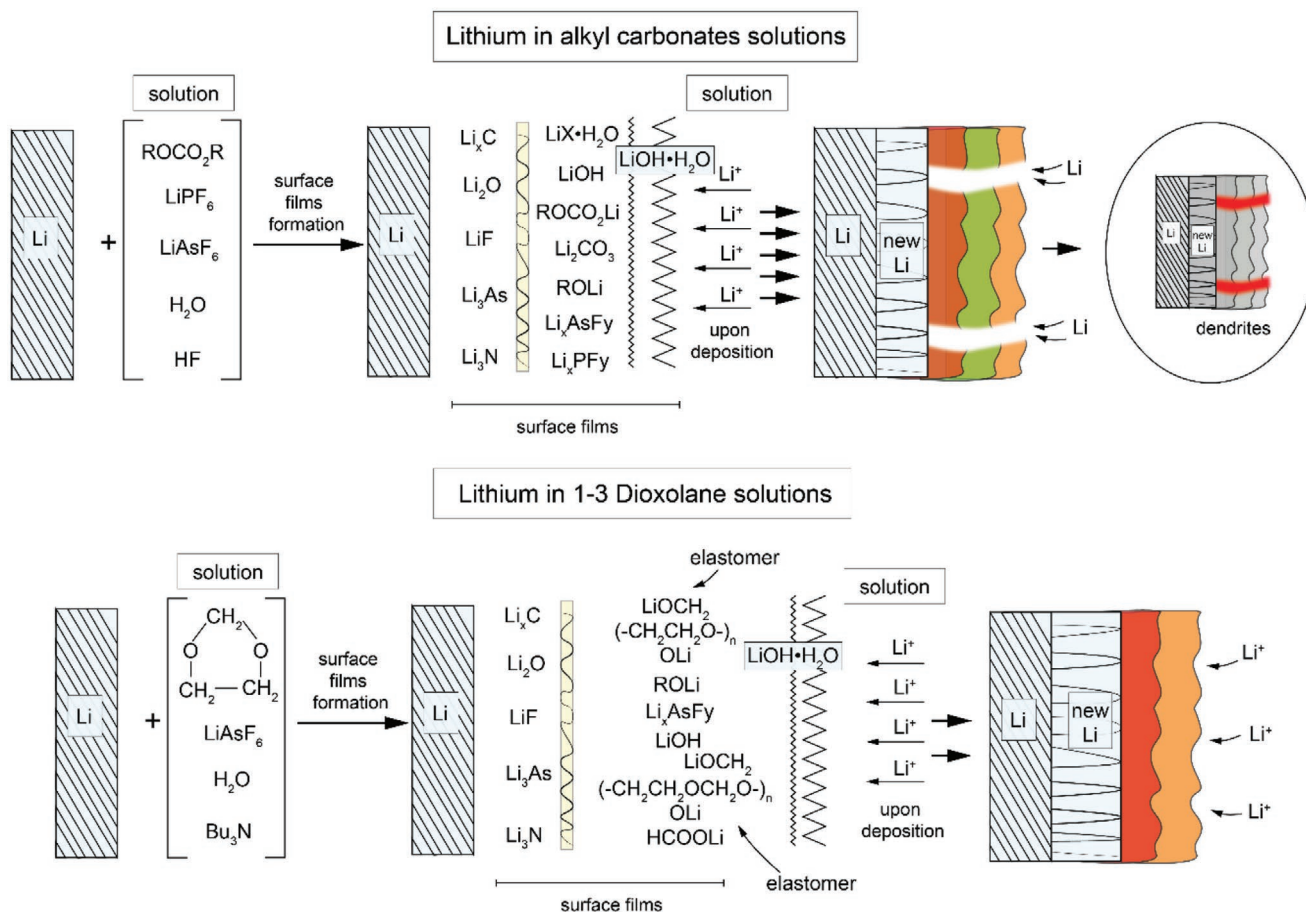 Lithium in alkyl carbonates solutions
solution
Li
+
ROCO₂R
LiPF₆
LiAsF₆
H₂O
HF
surface
films
formation
Li
LiₓC
Li₂O
LiF
Li₃As
Li₃N
LiX•H₂O
LiOH
ROCO₂Li
Li₂CO₃
ROLi
LiₓAsFy
LiₓPFy
surface films
LiOH•H₂O
solution
Li⁺
Li⁺
Li⁺
Li⁺
upon
deposition
Li
new
Li
Li
Li
Li
new
Li
dendrites
Lithium in 1-3 Dioxolane solutions
solution
Li
+
CH₂
O
O
CH₂
CH₂
LiAsF₆
H₂O
Bu₃N
surface
films
formation
Li
LiₓC
Li₂O
LiF
Li₃As
Li₃N
elastomer
LiOCH₂
(-CH₂CH₂O-)ₙ
OLi
ROLi
LiₓAsFy
LiOH
LiOCH₂
(-CH₂CH₂OCH₂O-)ₙ
OLi
HCOOLi
elastomer
surface films
LiOH•H₂O
solution
Li⁺
Li⁺
Li⁺
Li⁺
upon
deposition
Li
new
Li
Li⁺
Li⁺
Li⁺